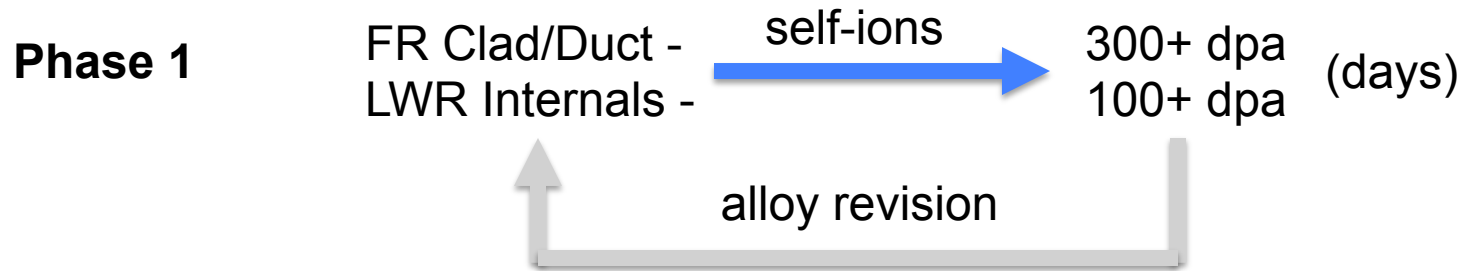 Phase 1
FR Clad/Duct -
LWR Internals -
self-ions
300+ dpa
100+ dpa
(days)
alloy revision